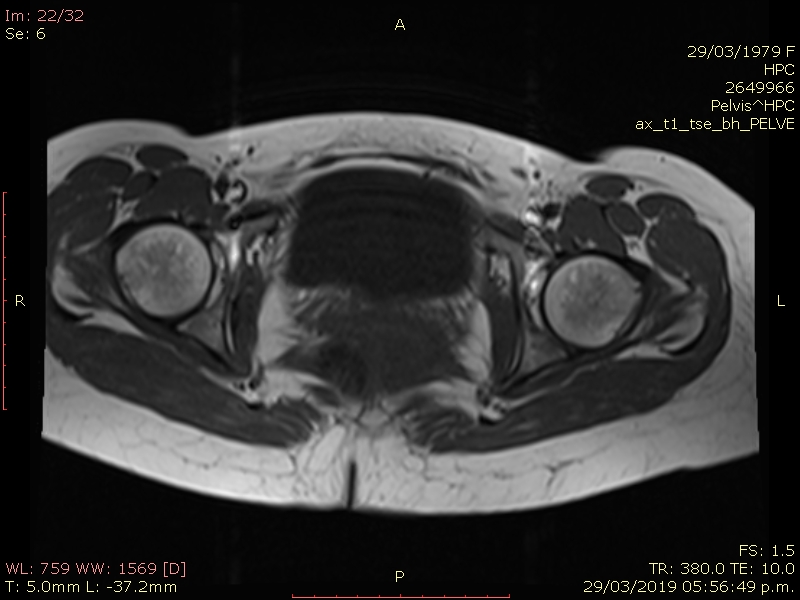 Im: 22/32
Se: 6
A
29/03/1979 F
HPC
2649966
Pelvis^HPC
ax_t1_tse_bh_PELVE
R
L
WL: 759 WW: 1569 [D]
T: 5.0mm L: -37.2mm
P
FS: 1.5
TR: 380.0 TE: 10.0
29/03/2019 05:56:49 p.m.